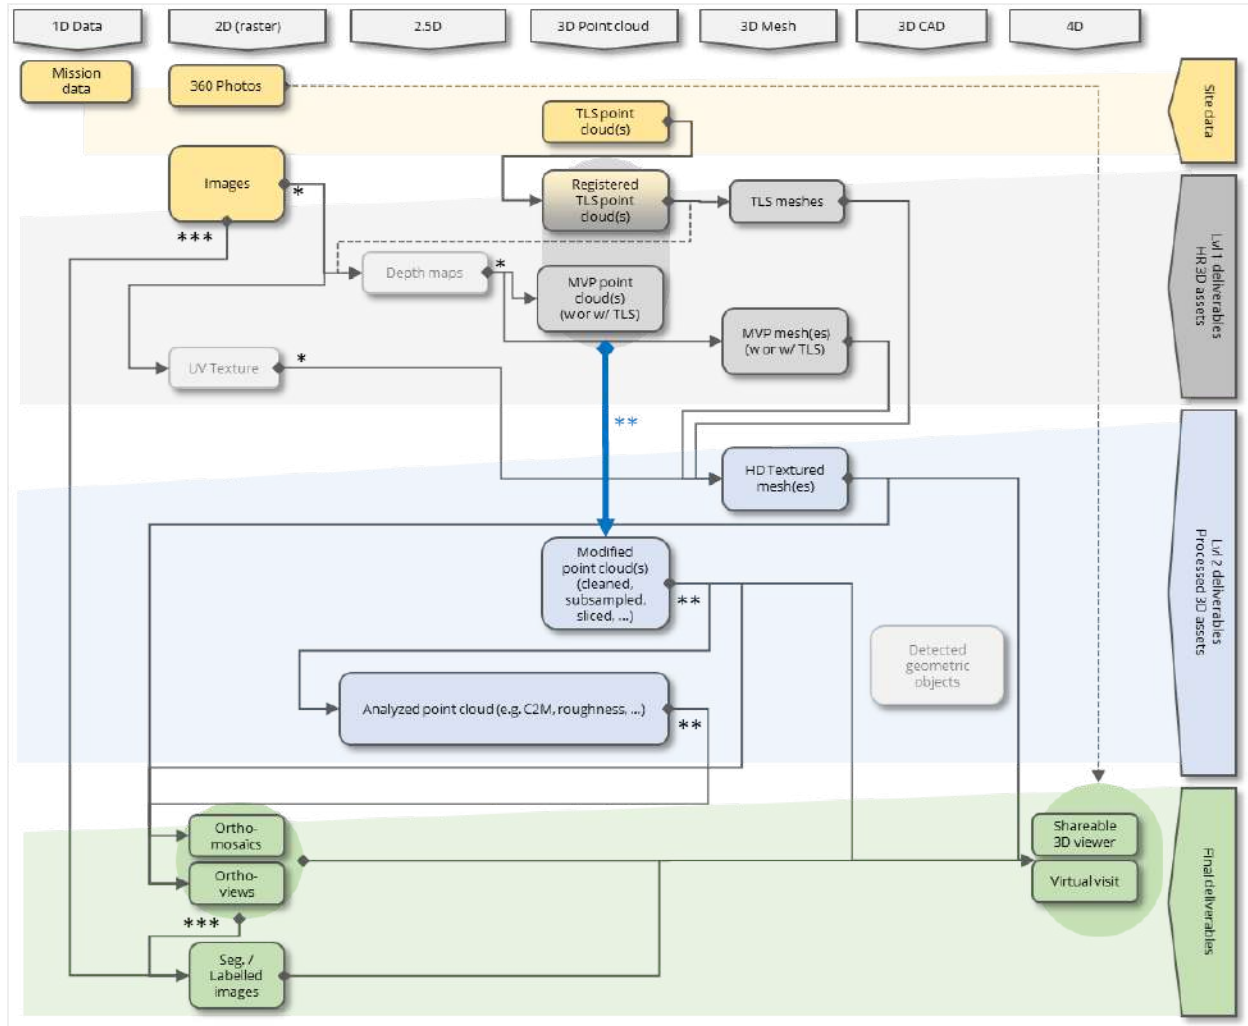 1D Data
2D (raster)
2.5D
3D Point cloud
3D Mesh
3D CAD
4D
Mission
data
360 Photos
TLS point
cloud(s)
Site data
Images
*
***
Registered
TLS point
cloud(s)
TLS meshes
Depth maps
*
MVP point
cloud(s)
(w or w/ TLS)
MVP mesh(es)
(w or w/ TLS)
UV Texture
*
Lvl 1 deliverables
HR 3D assets
**
HD Textured
mesh(es)
Modified
point cloud(s)
(cleaned,
subsampled,
sliced, ...)
**
Detected
geometric
objects
Analyzed point cloud (e.g. C2M, roughness, ...)
**
Lvl 2 deliverables
Processed 3D assets
Ortho-
mosaics
Ortho-
views
***
Seg. /
Labelled
images
Shareable
3D viewer
Virtual visit
Final deliverables